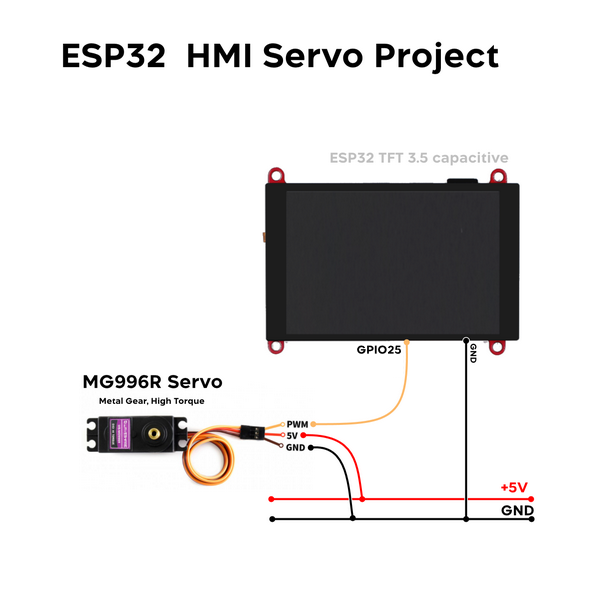 ESP32 HMI Servo Project
ESP32 TFT 3.5 capacitive
GPIO25
GND
MG996R Servo
Metal Gear, High Torque
PWM
5V
GND
+5V
GND